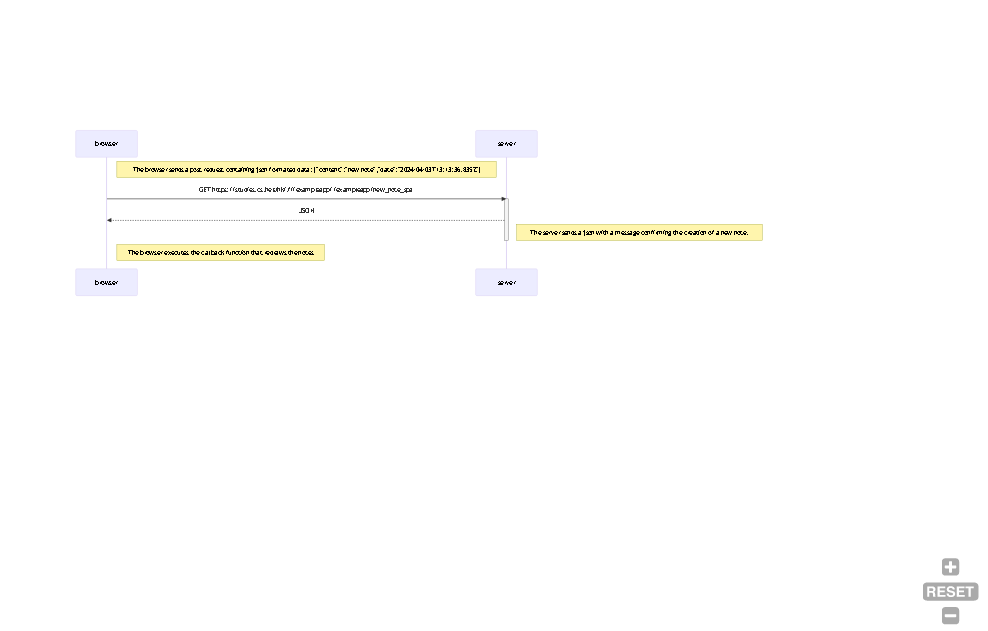 browser
server
The browser sends a post request containing json formated data : {"content":"new note","date":"2024-04-03T13:13:36.835Z"}
GET https://studies.cs.helsinki.fi/exampleapp/new_note_spa
JSON
The server sends a json with a message confirming the creation of a new note.
The browser executes the callback function that redraws the notes
browser
server
RESET